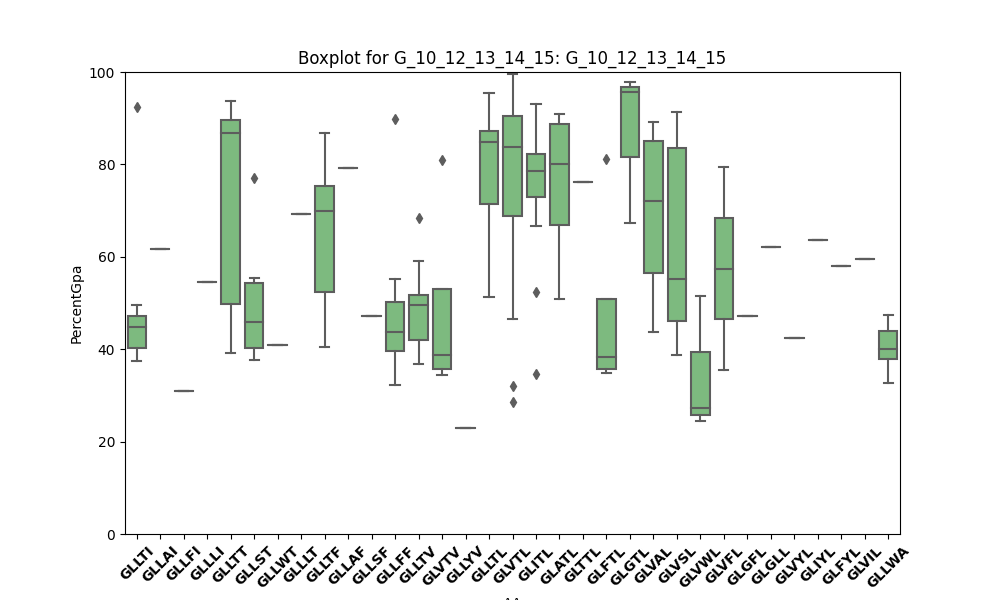 Boxplot for G_10_12_13_14_15: G_10_12_13_14_15
100
80
60
40
20
0
PercentGpa
GLLTI
GLLAI
GLLFI
GLLLI
GLLTT
GLLST
GLLWT
GLLLT
GLLTF
GLLAF
GLLSF
GLLFF
GLLTV
GLVTV
GLLYV
GLLTL
GLVTL
GLITL
GLATL
GLTTL
GLFTL
GLGTL
GLVAL
GLVSL
GLVWL
GLVFL
GLGFL
GLGLL
GLVYL
GLIYL
GLFYL
GLVIL
GLLWA